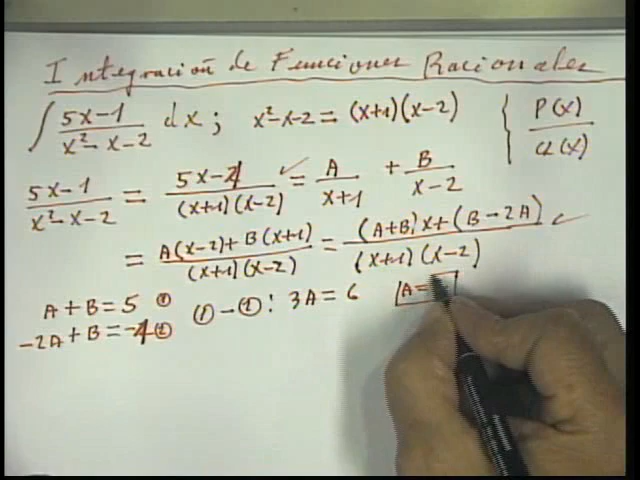 Integración de Funciones Racionales
∫ 5x-1 / x²-x-2 dx ; x²-x-2 = (x+1)(x-2) { P(x) / Q(x)
5x-1 / x²-x-2 = 5x-1 / (x+1)(x-2) = A / x+1 + B / x-2
= A(x-2)+B(x+1) / (x+1)(x-2) = (A+B)x+(B-2A) / (x+1)(x-2)
A+B=5 ① ①-②: 3A=6 A=
-2A+B=-1 ②